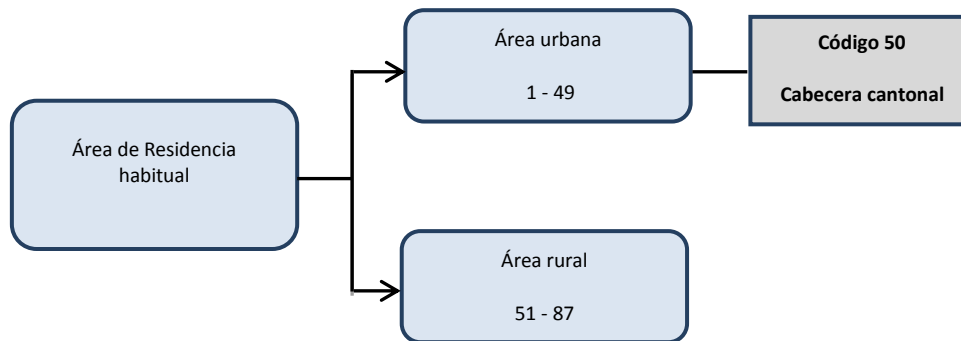 Área urbana
1 - 49
Código 50
Cabecera cantonal
Área de Residencia
habitual
Área rural
51 - 87